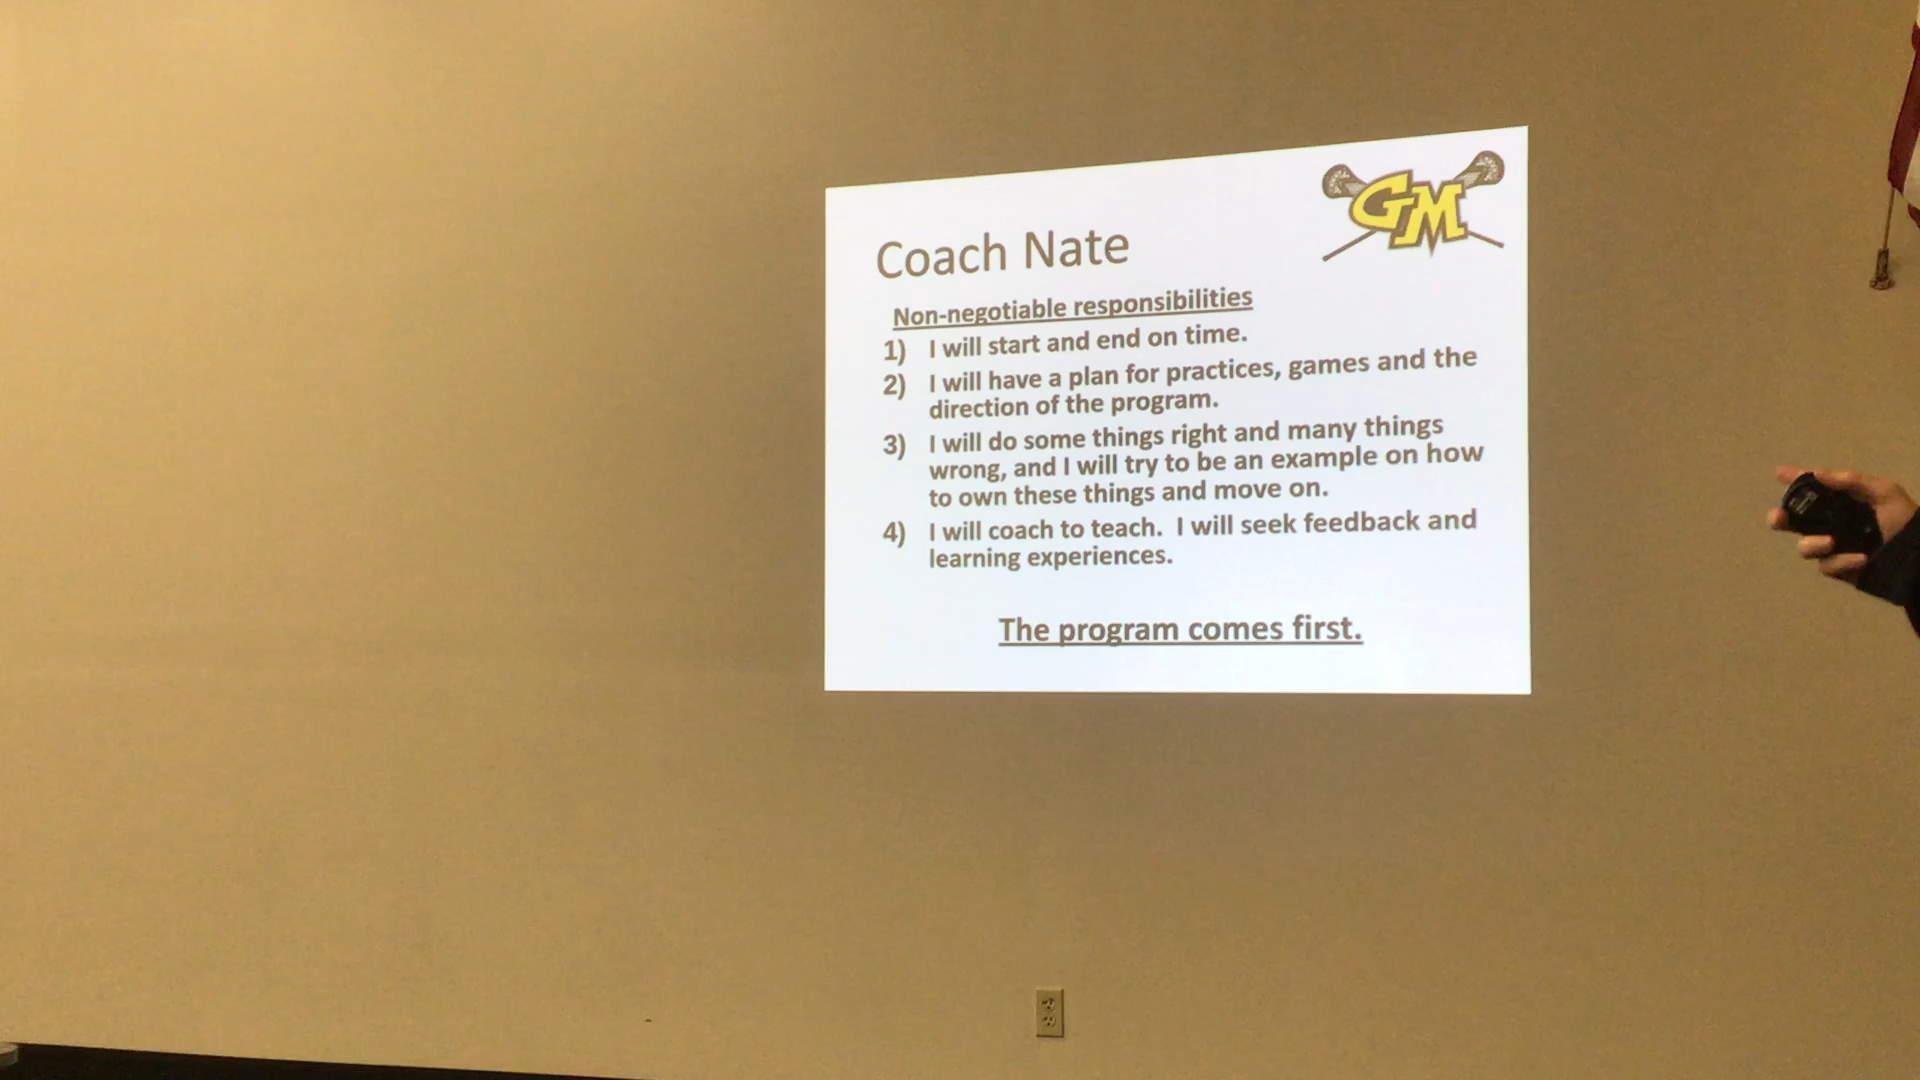 GM
Coach Nate
Non-negotiable responsibilities
1) I will start and end on time.
2) I will have a plan for practices, games and the
direction of the program.
3) I will do some things right and many things
wrong, and I will try to be an example on how
to own these things and move on.
4) I will coach to teach.  I will seek feedback and
learning experiences.
The program comes first.